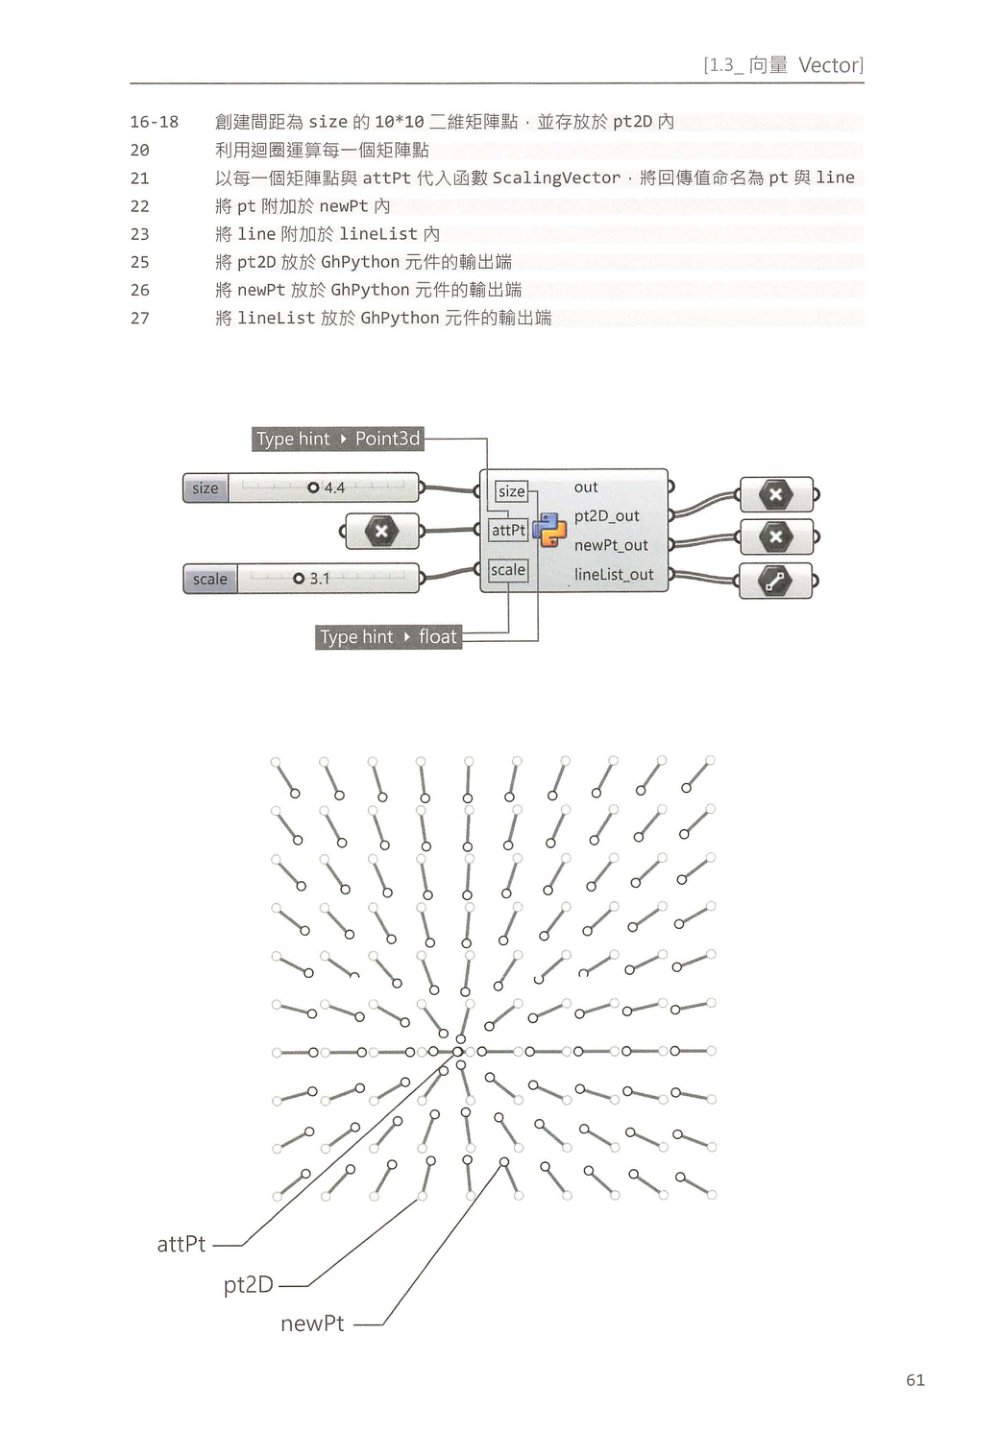 [1.3_ 向量 Vector]
16-18 創建間距為 size 的 10*10 二維矩陣點，並存放於 pt2D 內
20 利用迴圈運算每一個矩陣點
21 以每一個矩陣點與 attPt 代入函數 ScalingVector，將回傳值命名為 pt 與 line
22 將 pt 附加於 newPt 內
23 將 line 附加於 lineList 內
25 將 pt2D 放於 GhPython 元件的輸出端
26 將 newPt 放於 GhPython 元件的輸出端
27 將 lineList 放於 GhPython 元件的輸出端
Type hint ‣ Point3d
size 4.4
size
out
attPt
pt2D_out
newPt_out
scale 3.1
scale
lineList_out
Type hint ‣ float
attPt
pt2D
newPt
61